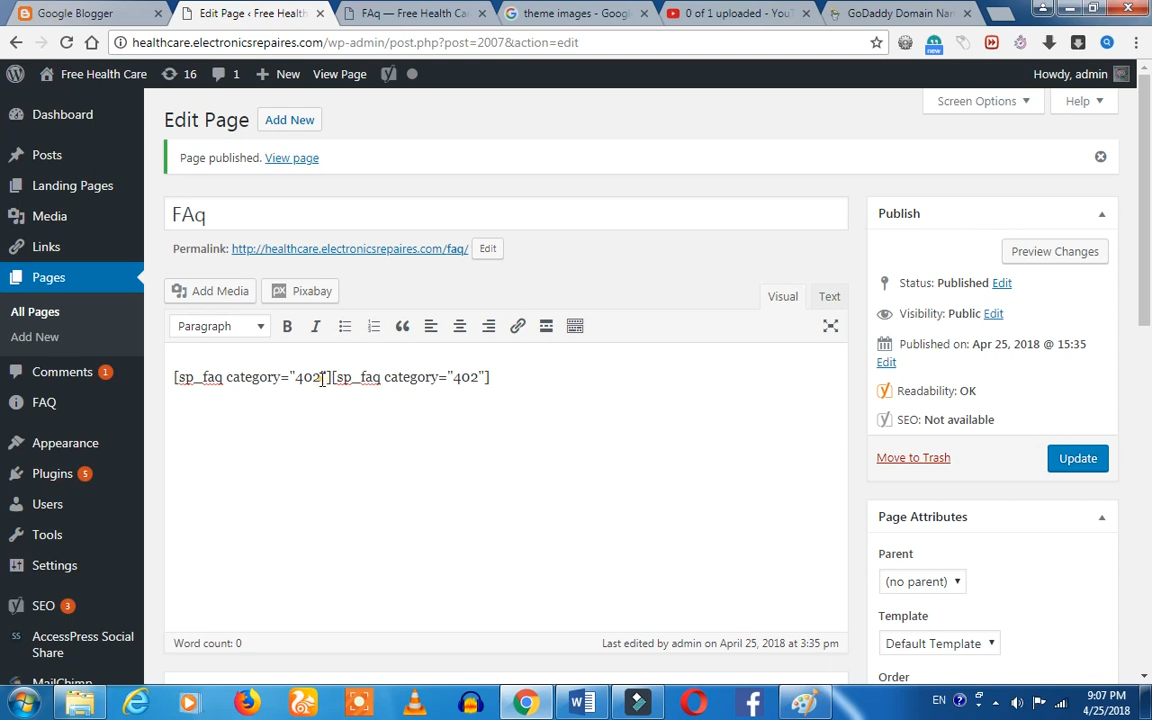 Google Blogger
Edit Page ‹ Free Health
FAq — Free Health Ca
theme images - Goog
0 of 1 uploaded - YouT
GoDaddy Domain Nam
healthcare.electronicsrepaires.com/wp-admin/post.php?post=2007&action=edit
new
Free Health Care
16
1
New
View Page
Howdy, admin
Dashboard
Posts
Landing Pages
Media
Links
Pages
All Pages
Add New
Comments 1
FAQ
Appearance
Plugins 5
Users
Tools
Settings
SEO 3
AccessPress Social
Share
MailChimp
Screen Options
Help
Edit Page
Add New
Page published. View page
FAq
Permalink: http://healthcare.electronicsrepaires.com/faq/ Edit
Add Media
PX Pixabay
Visual
Text
Paragraph
[sp_faq category="402"][sp_faq category="402"]
Word count: 0
Last edited by admin on April 25, 2018 at 3:35 pm
Publish
Preview Changes
Status: Published Edit
Visibility: Public Edit
Published on: Apr 25, 2018 @ 15:35
Edit
Readability: OK
SEO: Not available
Move to Trash
Update
Page Attributes
Parent
(no parent)
Template
Default Template
Order
EN
9:07 PM
4/25/2018